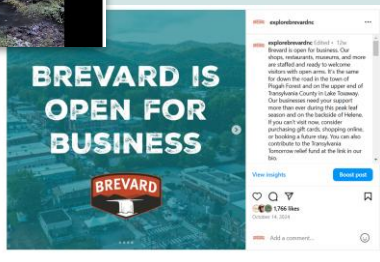 BREVARD IS
OPEN FOR
BUSINESS
BREVARD
explorebrevardnc
explorebrevardnc Edited • 12w
Brevard is open for business. Our
shops, restaurants, museums, and more
are staffed and ready to welcome
visitors with open arms. It's the same
for down the road in the town of
Pisgah Forest and on the upper end of
Transylvania County in Lake Toxaway.
Our businesses need your support
more than ever during this peak leaf
season and on the backside of Helene.
If you can't visit now, consider
purchasing gift cards, shopping online,
or booking a future stay. You can also
contribute to the Transylvania
Tomorrow relief fund at the link in our
bio.
View insights
Boost post
1,766 likes
October 14, 2024
Add a comment...